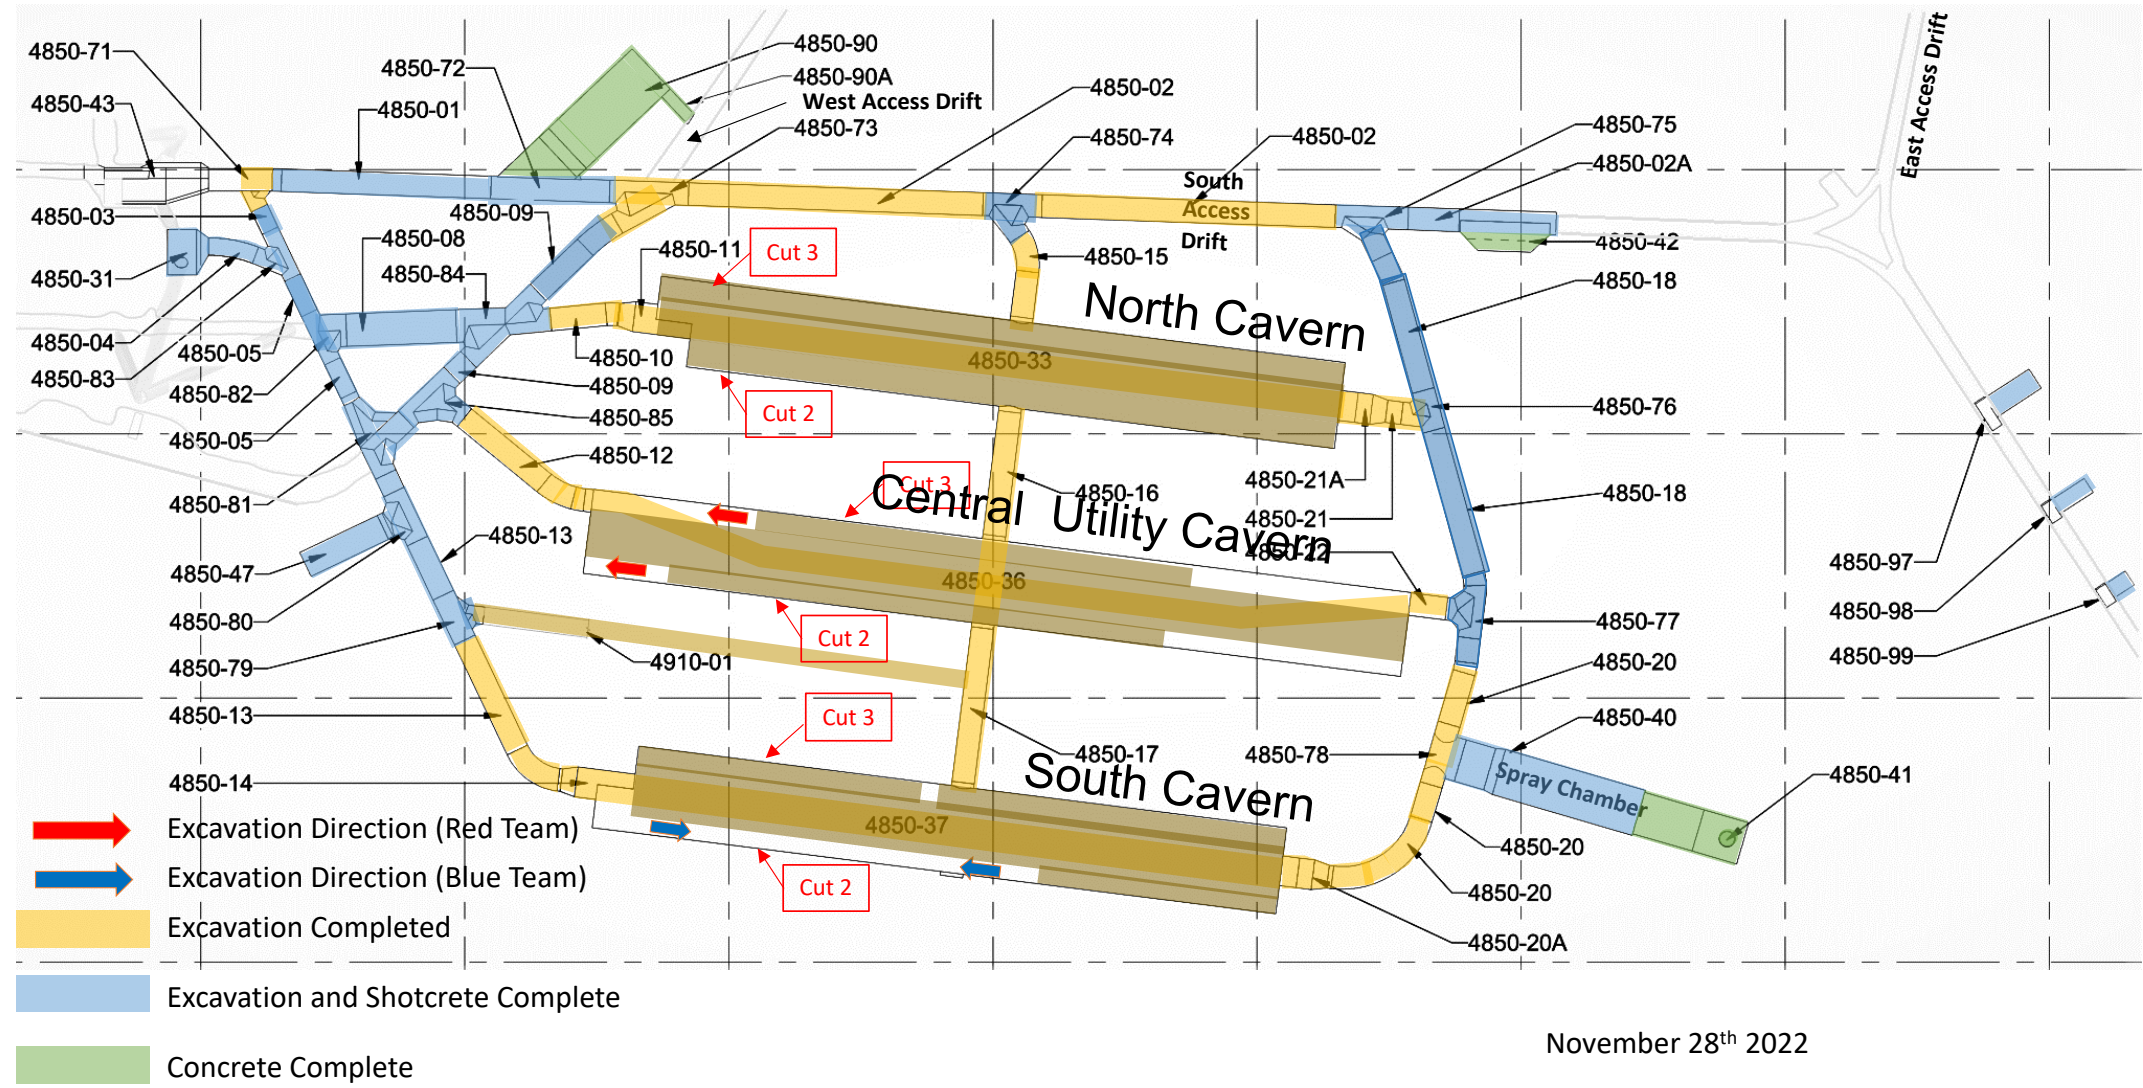 4850-71
4850-43
4850-72
4850-01
4850-90
4850-90A
West Access Drift
4850-73
4850-02
4850-74
4850-02
4850-75
4850-02A
East Access Drift
South
Access
Drift
4850-03
4850-09
4850-08
4850-84
4850-11
Cut 3
4850-15
4850-42
4850-31
4850-18
North Cavern
4850-04
4850-05
4850-83
4850-82
4850-10
4850-09
4850-33
4850-85
Cut 2
4850-76
4850-05
4850-12
4850-81
Cut 3
4850-16
4850-21A
4850-18
4850-21
Central Utility Cavern
4850-22
4850-13
4850-47
4850-36
4850-97
4850-98
4850-99
4850-80
4850-79
Cut 2
4910-01
4850-77
4850-20
4850-13
Cut 3
4850-17
4850-78
4850-40
Spray Chamber
4850-41
4850-14
South Cavern
4850-37
4850-20
4850-20
4850-20A
Cut 2
Excavation Direction (Red Team)
Excavation Direction (Blue Team)
Excavation Completed
Excavation and Shotcrete Complete
Concrete Complete
November 28th 2022